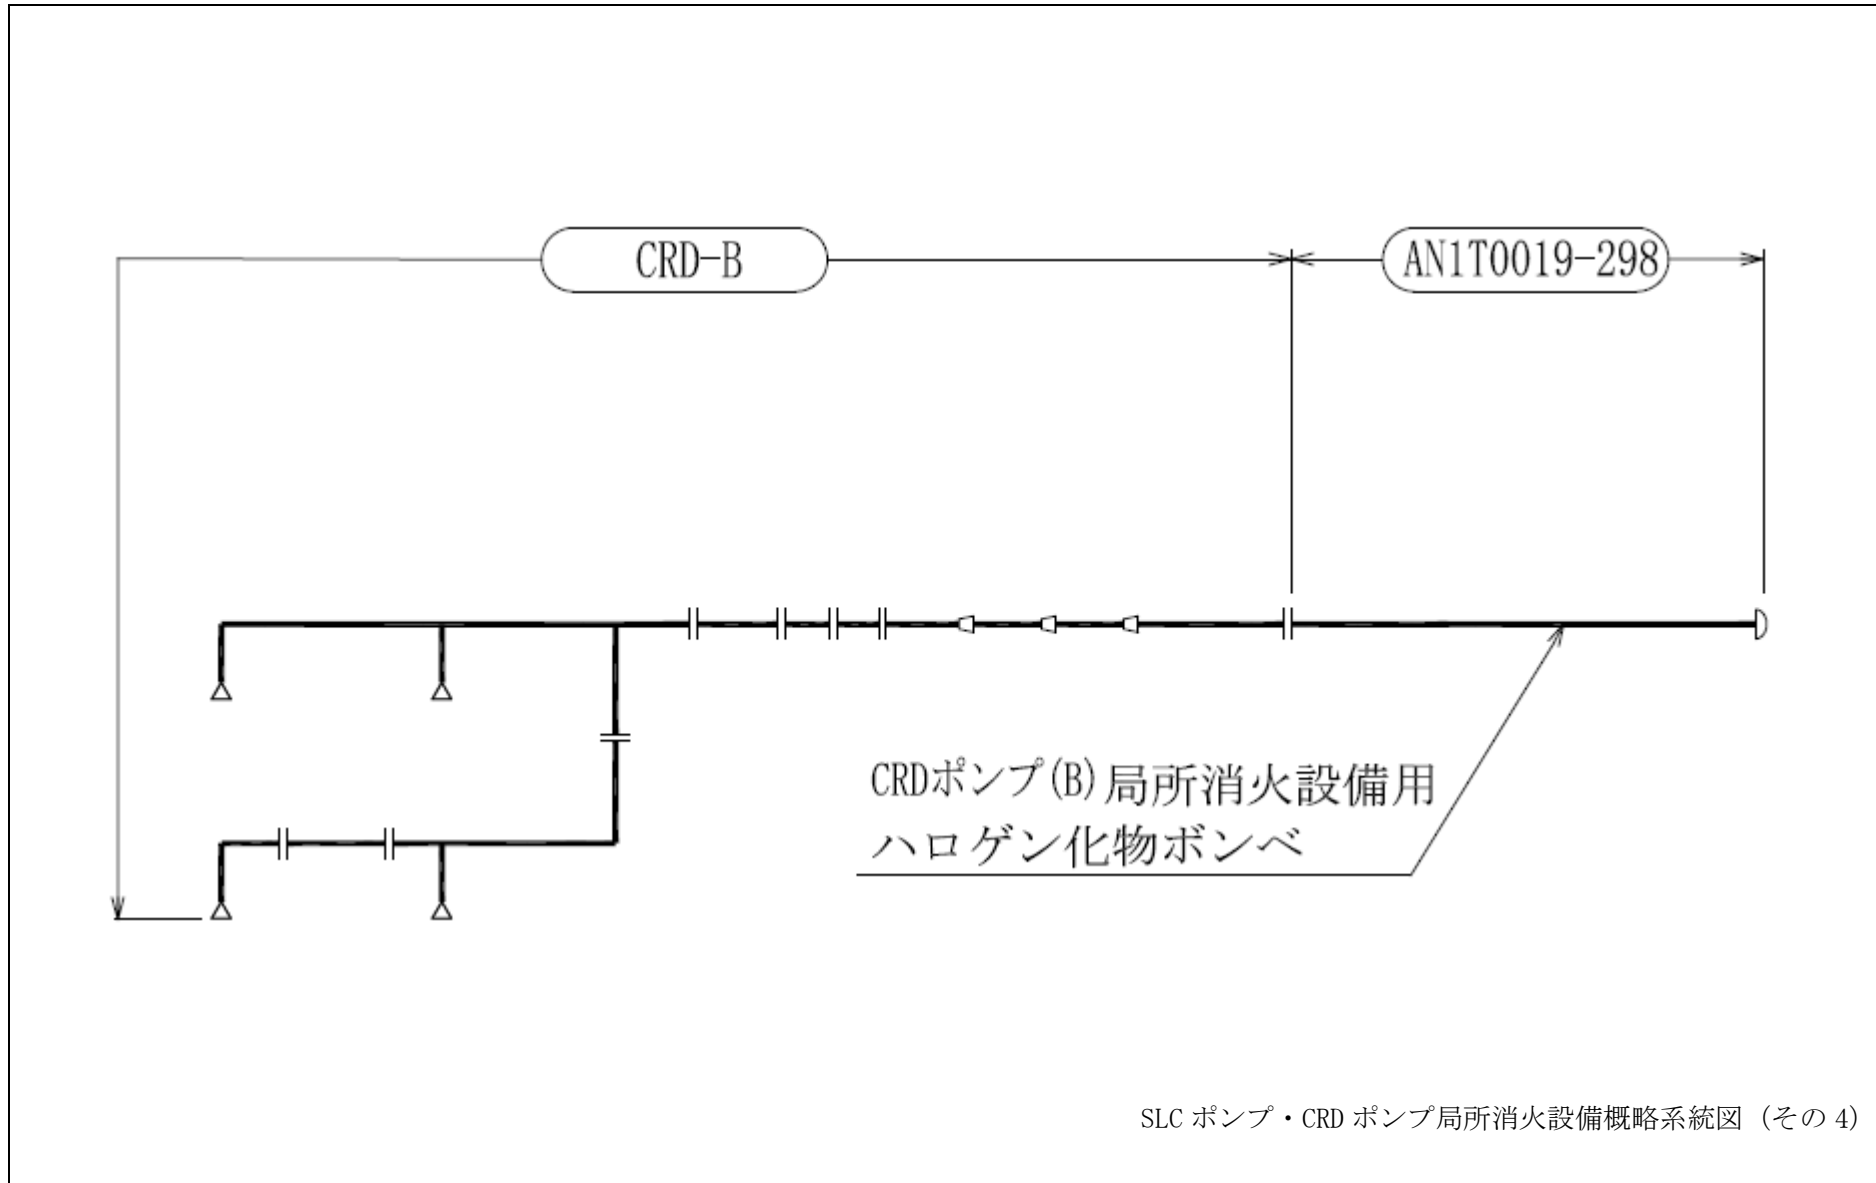 CRD-B
AN1T0019-298
CRDポンプ(B)局所消火設備用
ハロゲン化物ボンベ
SLC ポンプ・CRD ポンプ局所消火設備概略系統図（その 4）